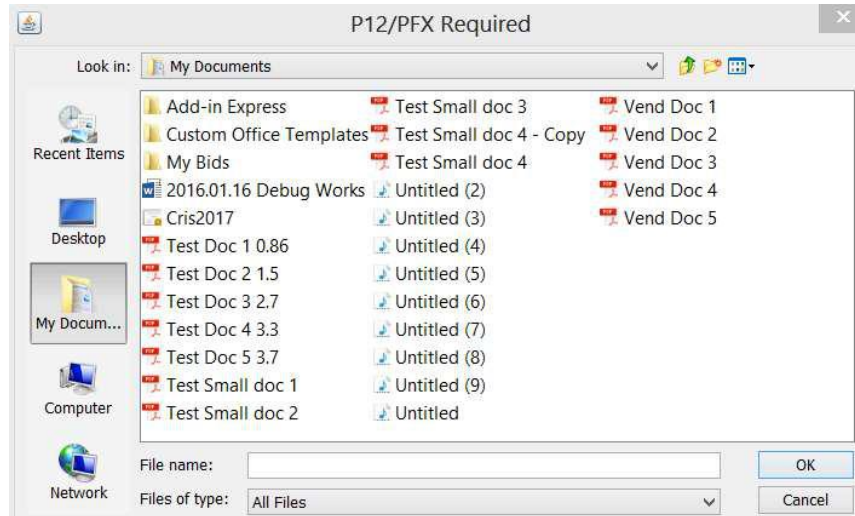 P12/PFX Required
Look in: My Documents
Recent Items
Desktop
My Docum...
Computer
Network
Add-in Express
Custom Office Templates
My Bids
2016.01.16 Debug Works
Cris2017
Test Doc 1 0.86
Test Doc 2 1.5
Test Doc 3 2.7
Test Doc 4 3.3
Test Doc 5 3.7
Test Small doc 1
Test Small doc 2
Test Small doc 3
Test Small doc 4 - Copy
Test Small doc 4
Untitled (2)
Untitled (3)
Untitled (4)
Untitled (5)
Untitled (6)
Untitled (7)
Untitled (8)
Untitled (9)
Untitled
Vend Doc 1
Vend Doc 2
Vend Doc 3
Vend Doc 4
Vend Doc 5
File name:
OK
Files of type: All Files
Cancel